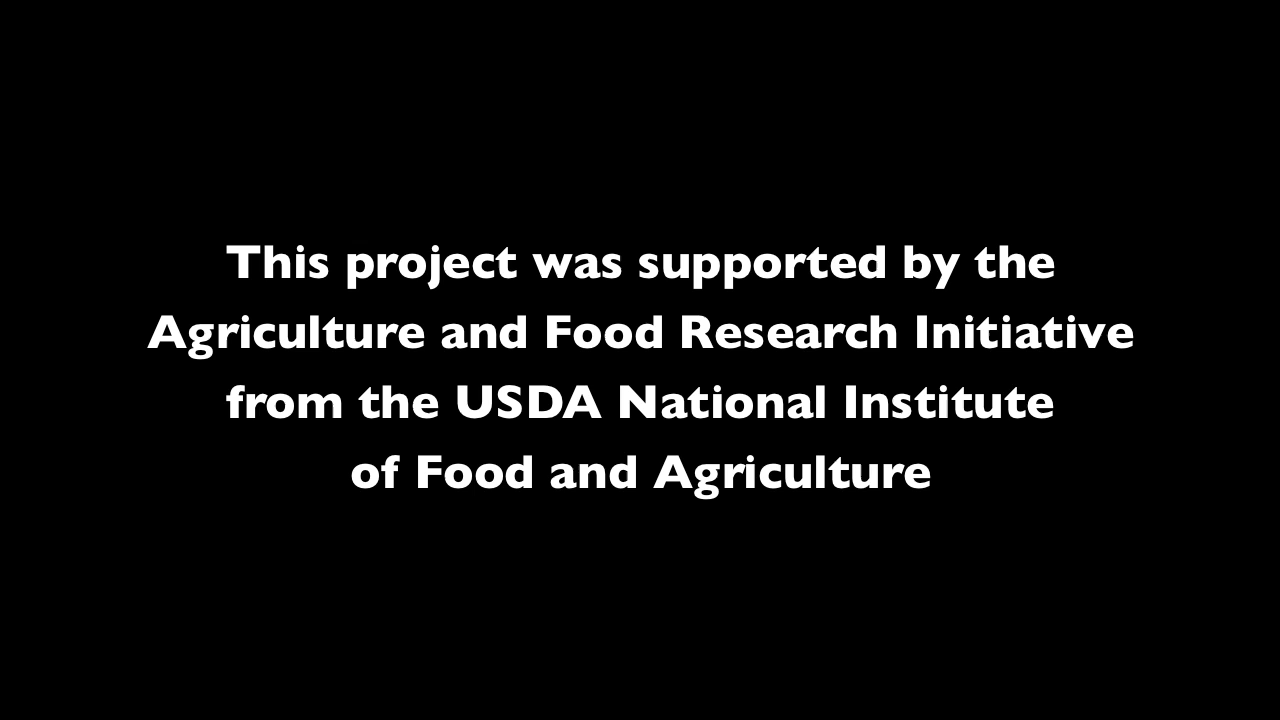 This project was supported by the
Agriculture and Food Research Initiative
from the USDA National Institute
of Food and Agriculture